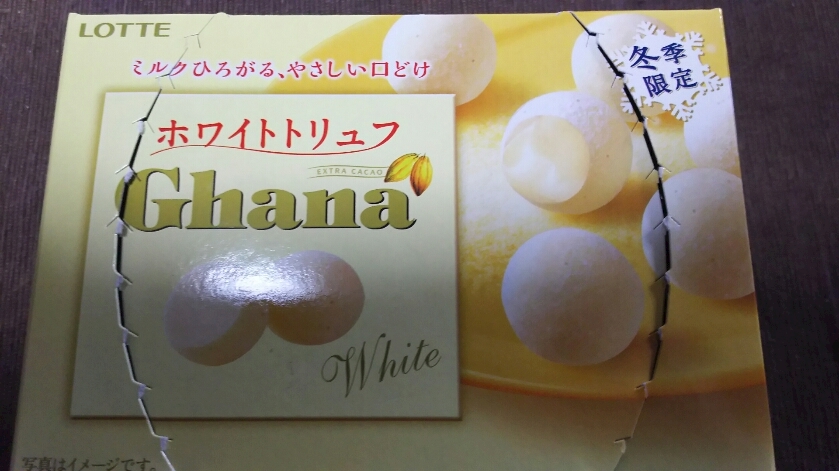 LOTTE
ミルクひろがる、やさしい口どけ
冬季
限定
ホワイトトリュフ
EXTRA CACAO
Ghana
White
写真はイメージです。